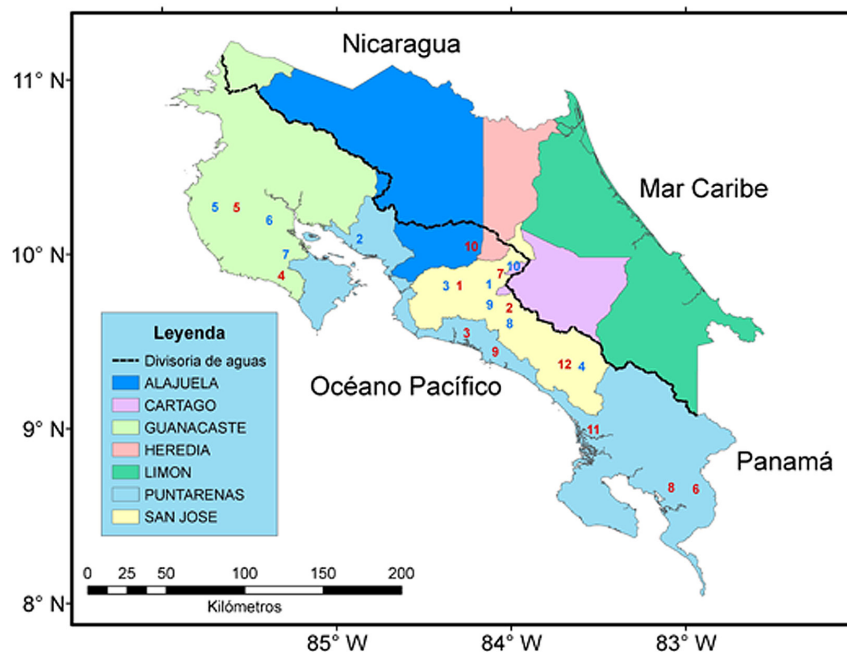 Nicaragua
11° N
Mar Caribe
5 5
6
2
10° N
10
7
10
7
4
3 1
1
9
2
8
3
9
12 4
Leyenda
Divisoria de aguas
ALAJUELA
CARTAGO
GUANACASTE
HEREDIA
LIMON
PUNTARENAS
SAN JOSE
Océano Pacífico
9° N
11
Panamá
8 6
0 25 50 100 150 200
Kilómetros
8° N
85° W 84° W 83° W